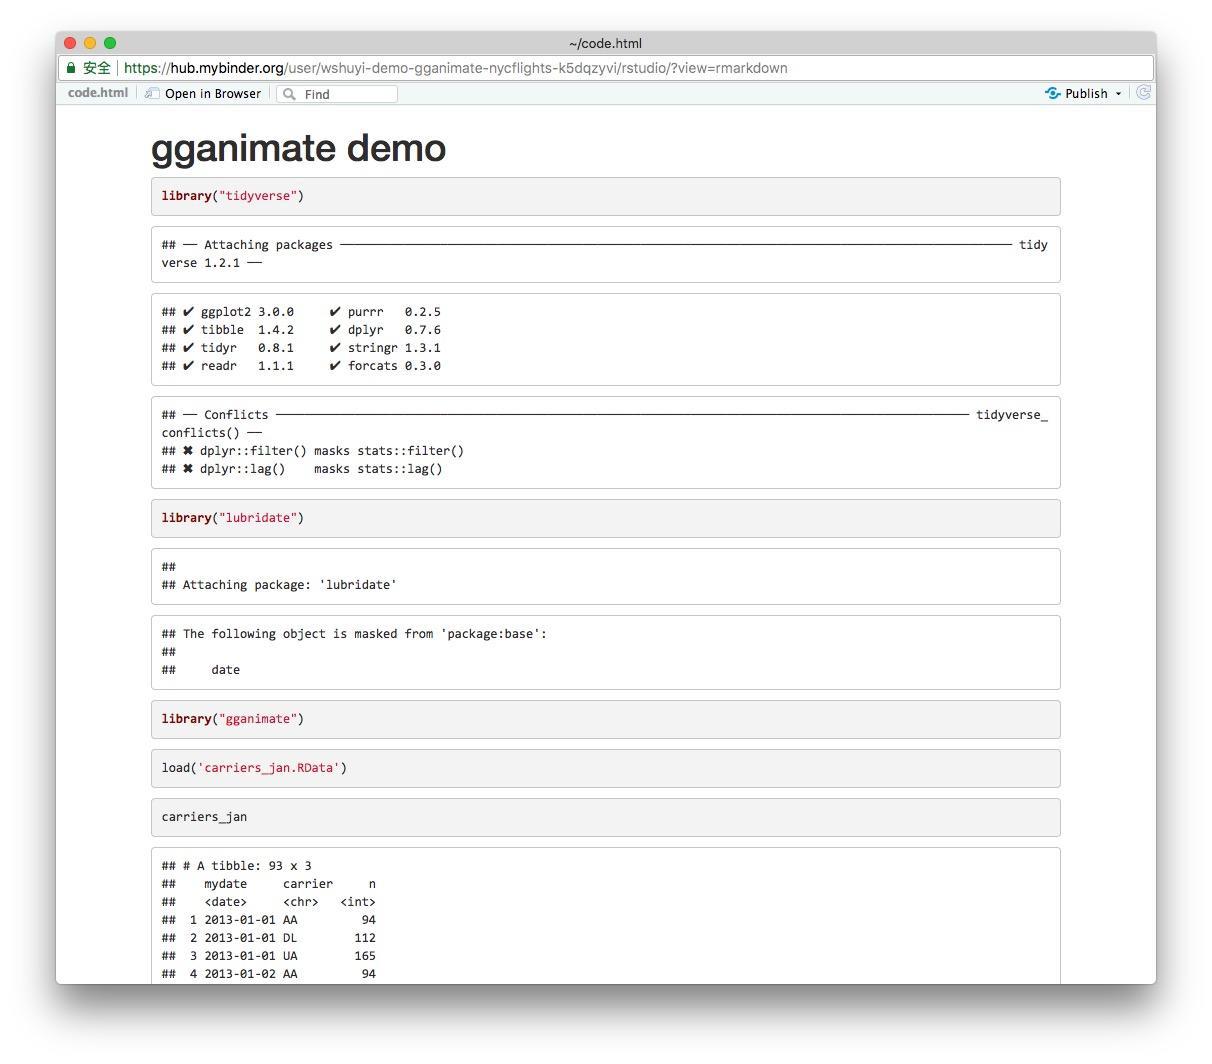 ~/code.html
安全 https://hub.mybinder.org/user/wshuyi-demo-gganimate-nycflights-k5dqzyvi/rstudio/?view=rmarkdown
code.html Open in Browser Find Publish
gganimate demo
library("tidyverse")
## ── Attaching packages ────────────────────────────────────────────── tidy
verse 1.2.1 ──
## ✔ ggplot2 3.0.0     ✔ purrr   0.2.5
## ✔ tibble  1.4.2     ✔ dplyr   0.7.6
## ✔ tidyr   0.8.1     ✔ stringr 1.3.1
## ✔ readr   1.1.1     ✔ forcats 0.3.0
## ── Conflicts ────────────────────────────────────────────── tidyverse_
conflicts() ──
## ✖ dplyr::filter() masks stats::filter()
## ✖ dplyr::lag()    masks stats::lag()
library("lubridate")
##
## Attaching package: 'lubridate'
## The following object is masked from 'package:base':
##
##     date
library("gganimate")
load('carriers_jan.RData')
carriers_jan
## # A tibble: 93 x 3
##    mydate     carrier     n
##    <date>     <chr>   <int>
##  1 2013-01-01 AA         94
##  2 2013-01-01 DL        112
##  3 2013-01-01 UA        165
##  4 2013-01-02 AA         94